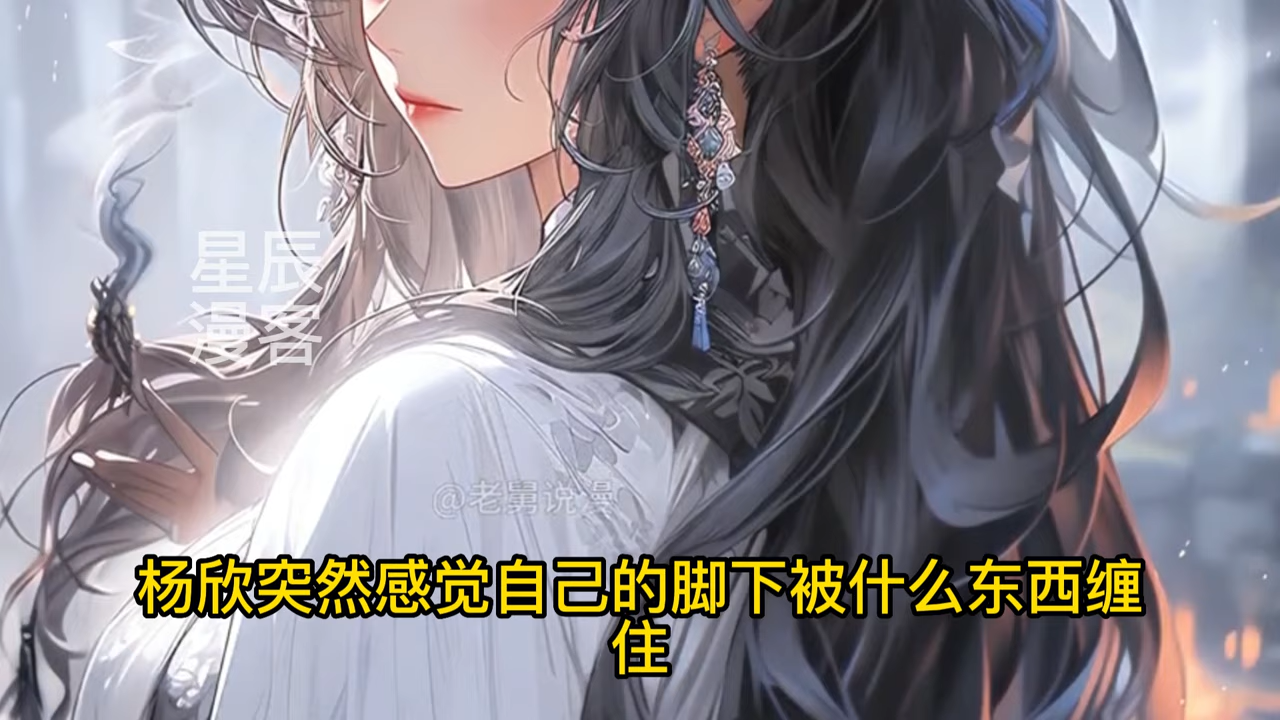 星辰
漫客
@老舅说漫
杨欣突然感觉自己的脚下被什么东西缠
住